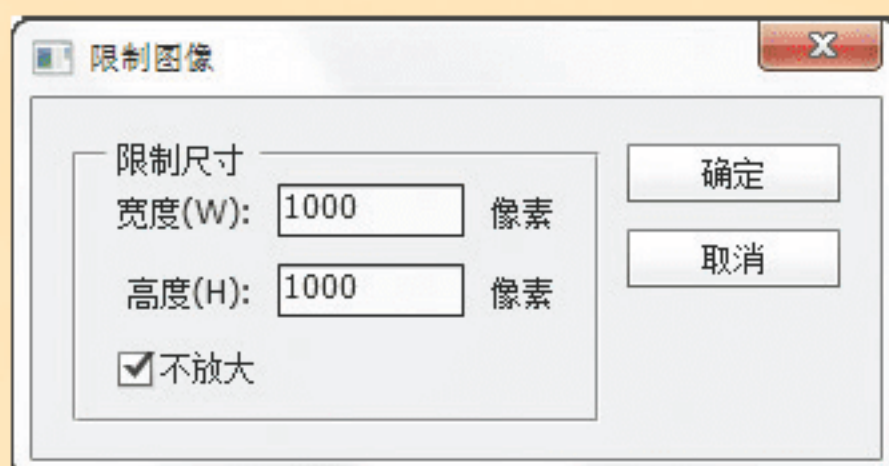 限制图像
限制尺寸
宽度(W): 1000 像素
高度(H): 1000 像素
不放大
确定
取消